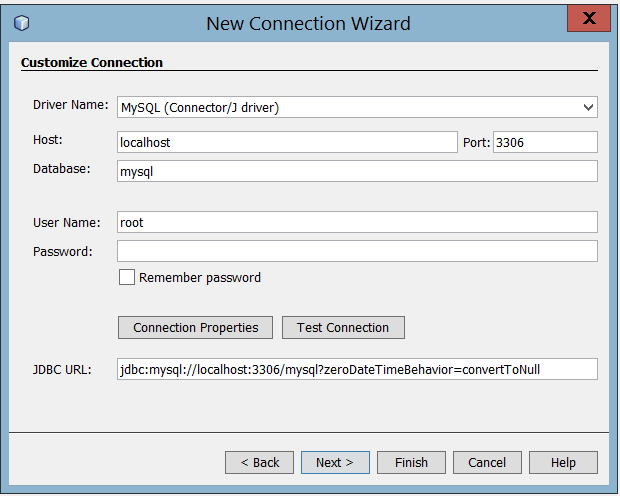 New Connection Wizard
X
Customize Connection
Driver Name: MySQL (Connector/J driver)
Host: localhost Port: 3306
Database: mysql
User Name: root
Password:
Remember password
Connection Properties Test Connection
JDBC URL: jdbc:mysql://localhost:3306/mysql?zeroDateTimeBehavior=convertToNull
< Back Next > Finish Cancel Help